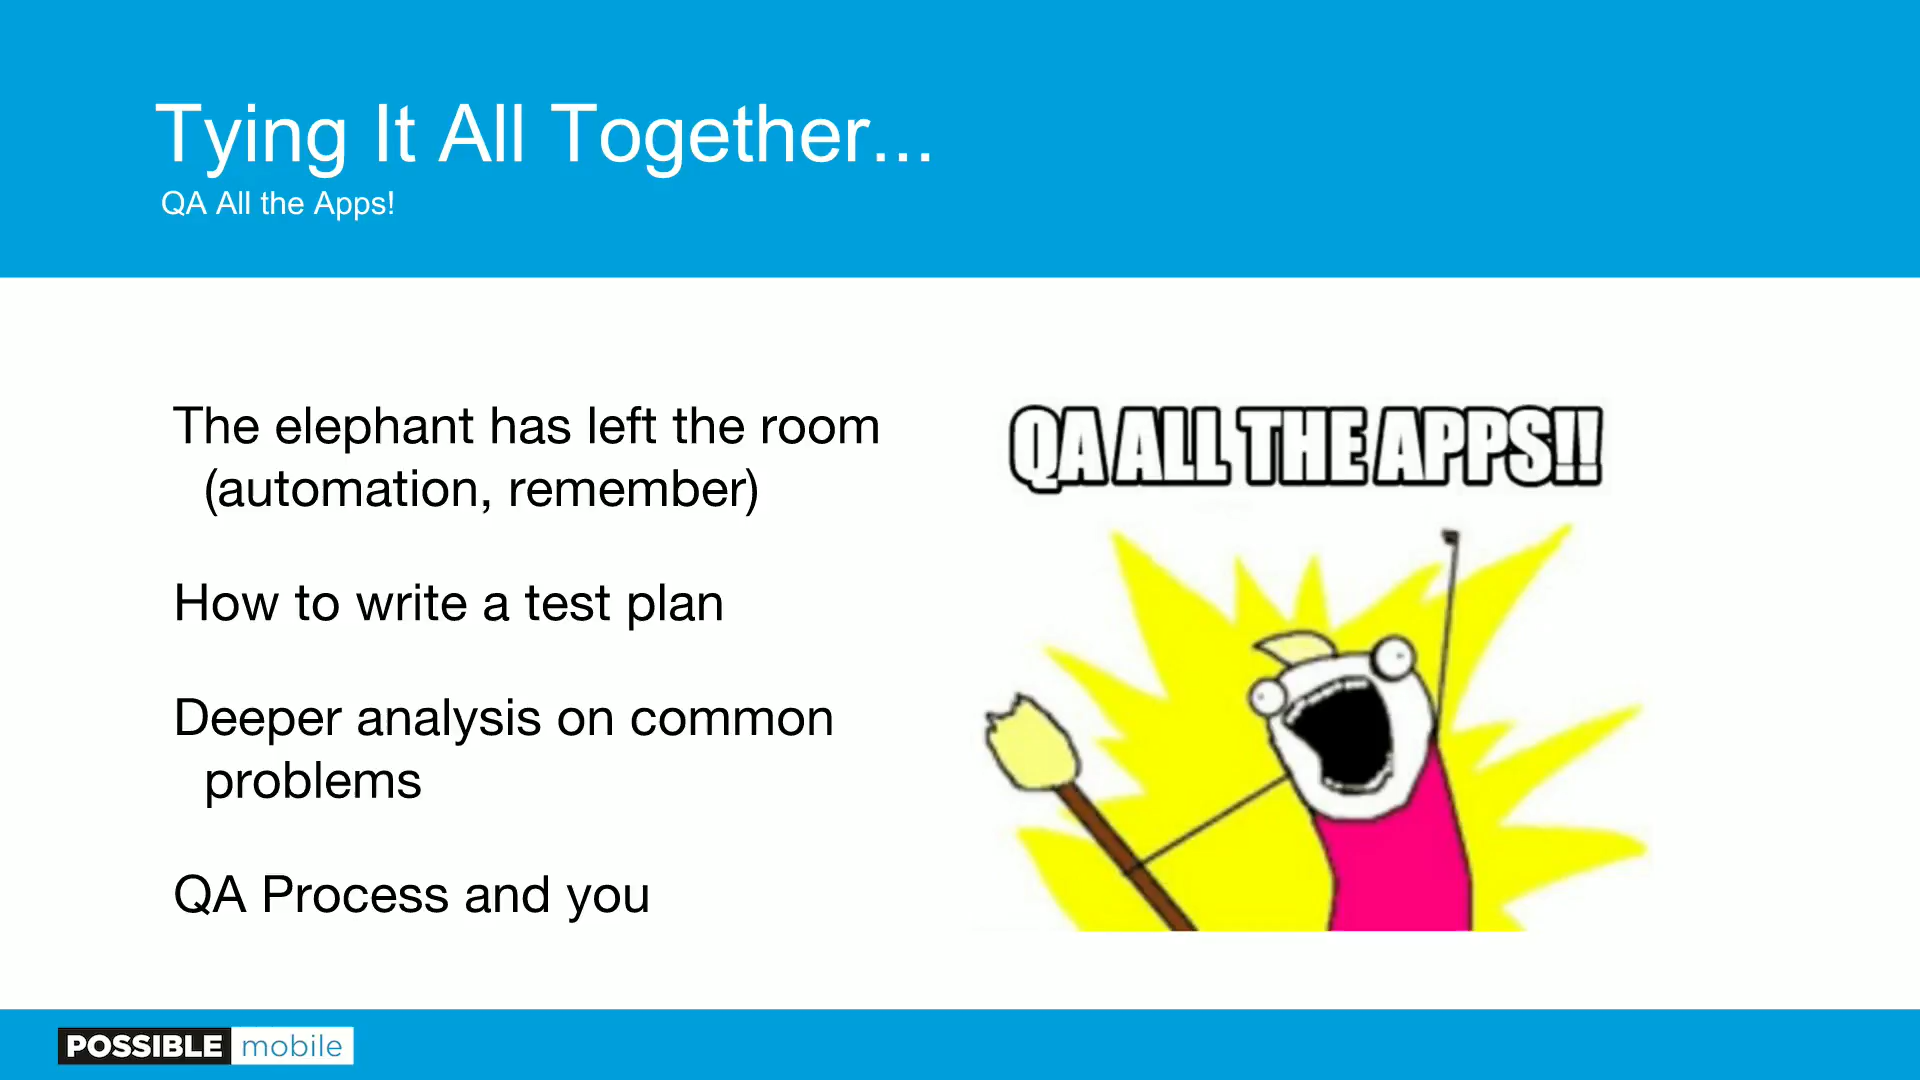 Tying It All Together...
QA All the Apps!
The elephant has left the room
(automation, remember)
How to write a test plan
Deeper analysis on common
problems
QA Process and you
QA ALL THE APPS!!
POSSIBLE mobile